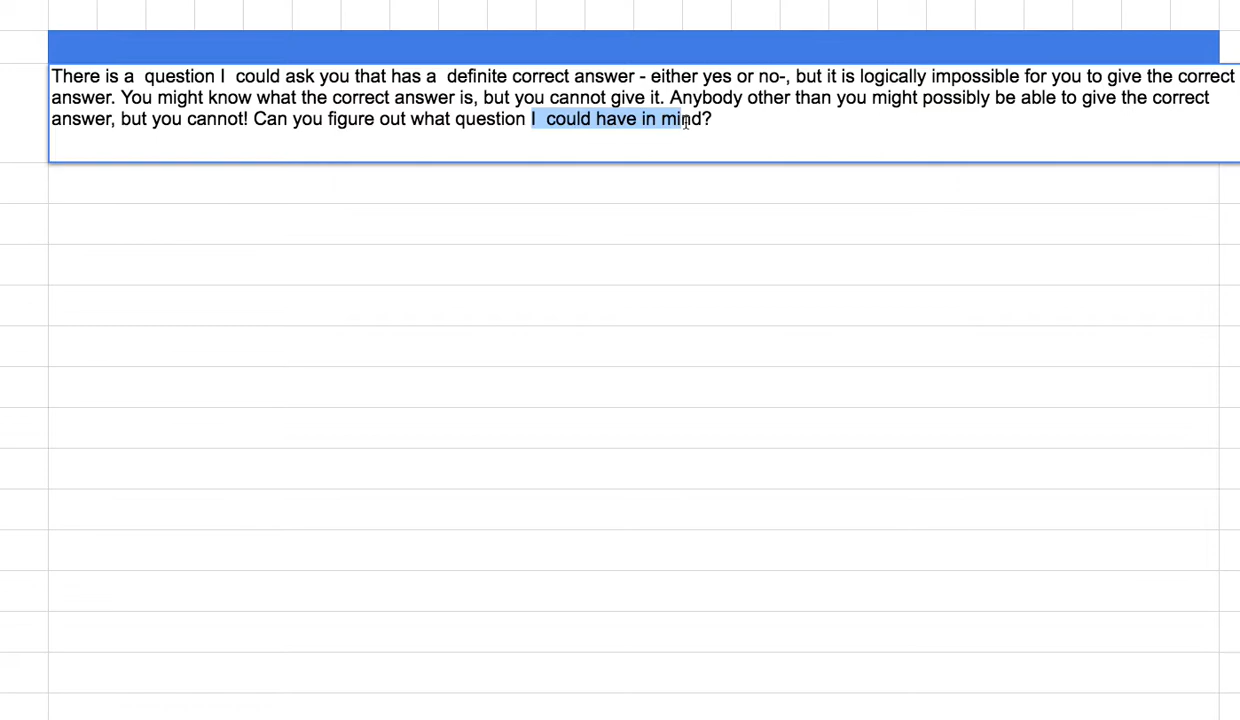 There is a  question I  could ask you that has a  definite correct answer - either yes or no-, but it is logically impossible for you to give the correct
answer. You might know what the correct answer is, but you cannot give it. Anybody other than you might possibly be able to give the correct
answer, but you cannot! Can you figure out what question I  could have in mind?